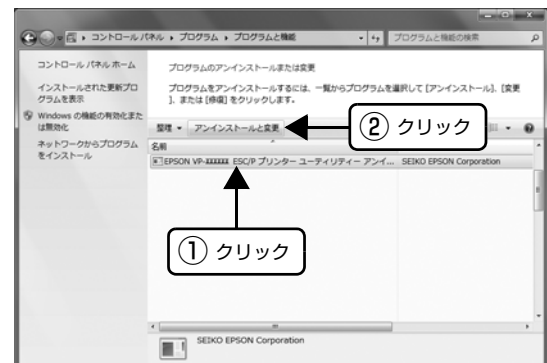 コントロール パネル ▸ プログラム ▸ プログラムと機能
プログラムと機能の検索
コントロール パネル ホーム
インストールされた更新プロ
グラムを表示
Windows の機能の有効化また
は無効化
ネットワークからプログラム
をインストール
プログラムのアンインストールまたは変更
プログラムをアンインストールするには、一覧からプログラムを選択して [アンインストール]、[変更
]、または [修復] をクリックします。
整理 ▾ アンインストールと変更
② クリック
名前
EPSON VP-XXXXXX ESC/P プリンター ユーティリティー アンイ... SEIKO EPSON Corporation
① クリック
SEIKO EPSON Corporation